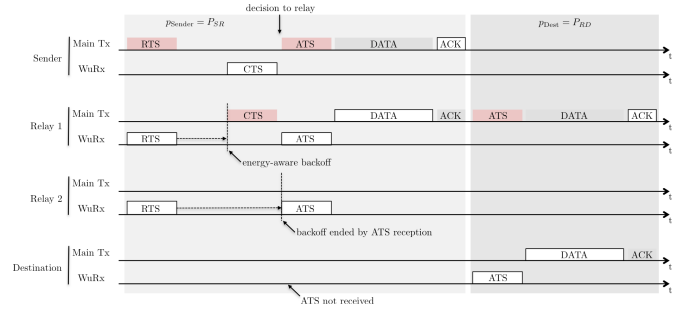 decision to relay
p_Sender = P_SR
p_Dest = P_RD
Sender
Main Tx RTS ATS DATA ACK t
WuRx CTS t
Relay 1
Main Tx CTS DATA ACK ATS DATA ACK t
WuRx RTS ATS t
energy-aware backoff
Relay 2
Main Tx t
WuRx RTS ATS t
backoff ended by ATS reception
Destination
Main Tx DATA ACK t
WuRx ATS t
ATS not received